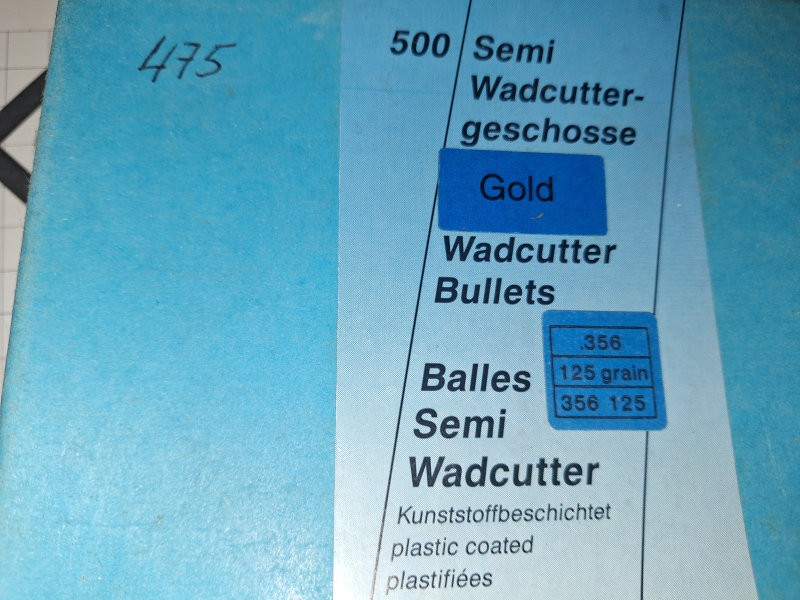 475
500 Semi
Wadcutter-
geschosse
Gold
Wadcutter
Bullets
.356
125 grain
356 125
Balles
Semi
Wadcutter
Kunststoffbeschichtet
plastic coated
plastifiées